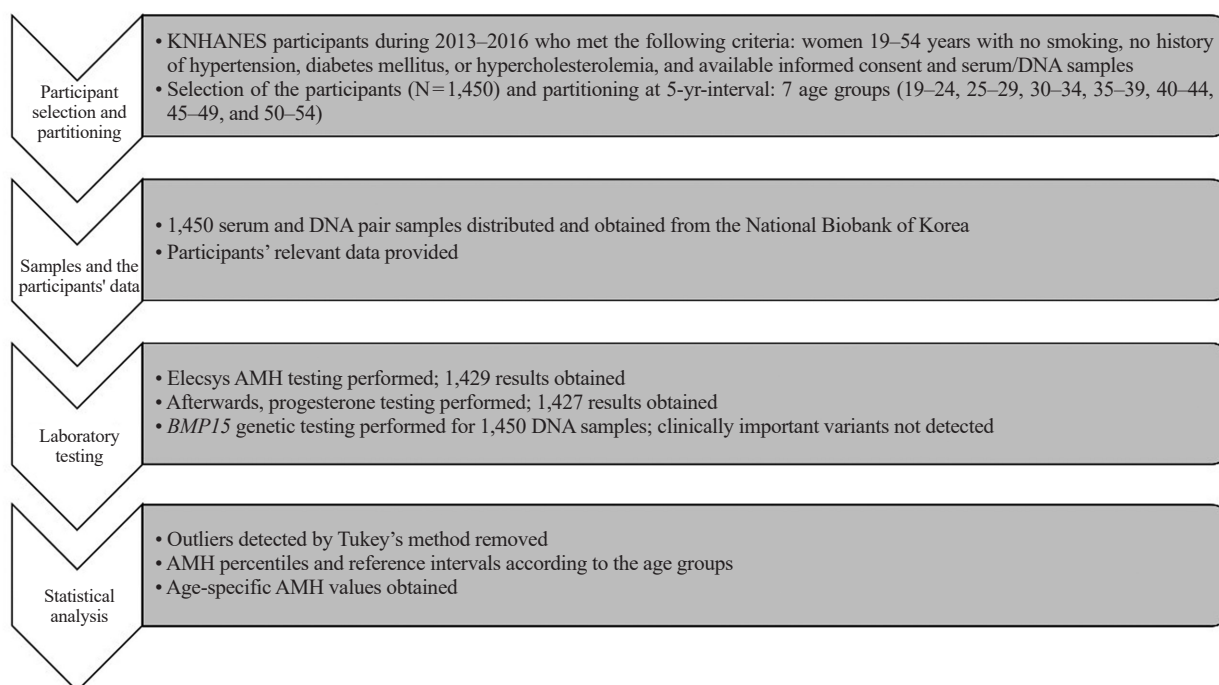 Participant
selection and
partitioning
• KNHANES participants during 2013–2016 who met the following criteria: women 19–54 years with no smoking, no history
of hypertension, diabetes mellitus, or hypercholesterolemia, and available informed consent and serum/DNA samples
• Selection of the participants (N=1,450) and partitioning at 5-yr-interval: 7 age groups (19–24, 25–29, 30–34, 35–39, 40–44,
45–49, and 50–54)
Samples and the
participants' data
• 1,450 serum and DNA pair samples distributed and obtained from the National Biobank of Korea
• Participants’ relevant data provided
Laboratory
testing
• Elecsys AMH testing performed; 1,429 results obtained
• Afterwards, progesterone testing performed; 1,427 results obtained
• BMP15 genetic testing performed for 1,450 DNA samples; clinically important variants not detected
Statistical
analysis
• Outliers detected by Tukey’s method removed
• AMH percentiles and reference intervals according to the age groups
• Age-specific AMH values obtained